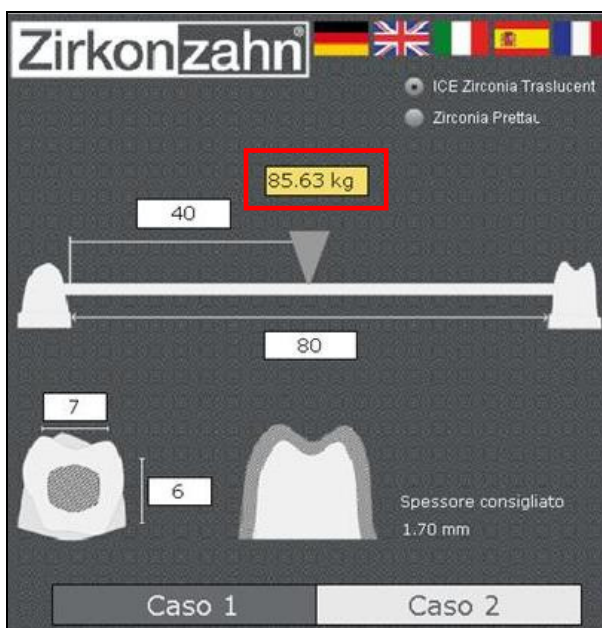 Zirkonzahn®
ICE Zirconia Traslucent
Zirconia Prettau
85.63 kg
40
80
7
6
Spessore consigliato
1.70 mm
Caso 1
Caso 2